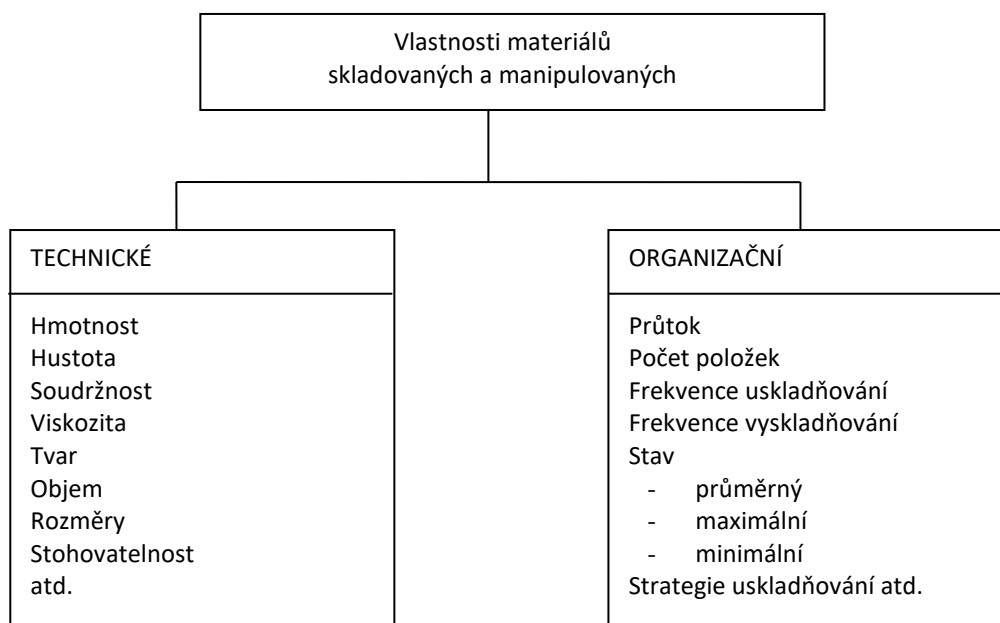 Vlastnosti materiálů
skladovaných a manipulovaných
TECHNICKÉ
Hmotnost
Hustota
Soudržnost
Viskozita
Tvar
Objem
Rozměry
Stohovatelnost
atd.
ORGANIZAČNÍ
Průtok
Počet položek
Frekvence uskladňování
Frekvence vyskladňování
Stav
- průměrný
- maximální
- minimální
Strategie uskladňování atd.